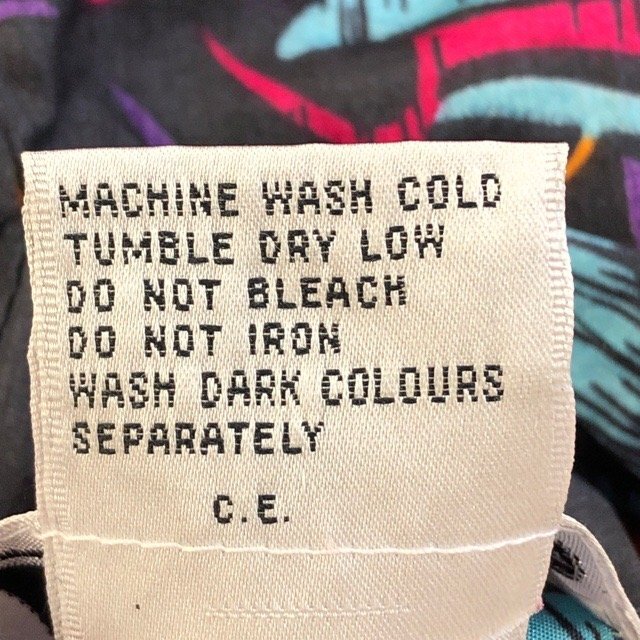 MACHINE WASH COLD
TUMBLE DRY LOW
DO NOT BLEACH
DO NOT IRON
WASH DARK COLOURS
SEPARATELY
C.E.